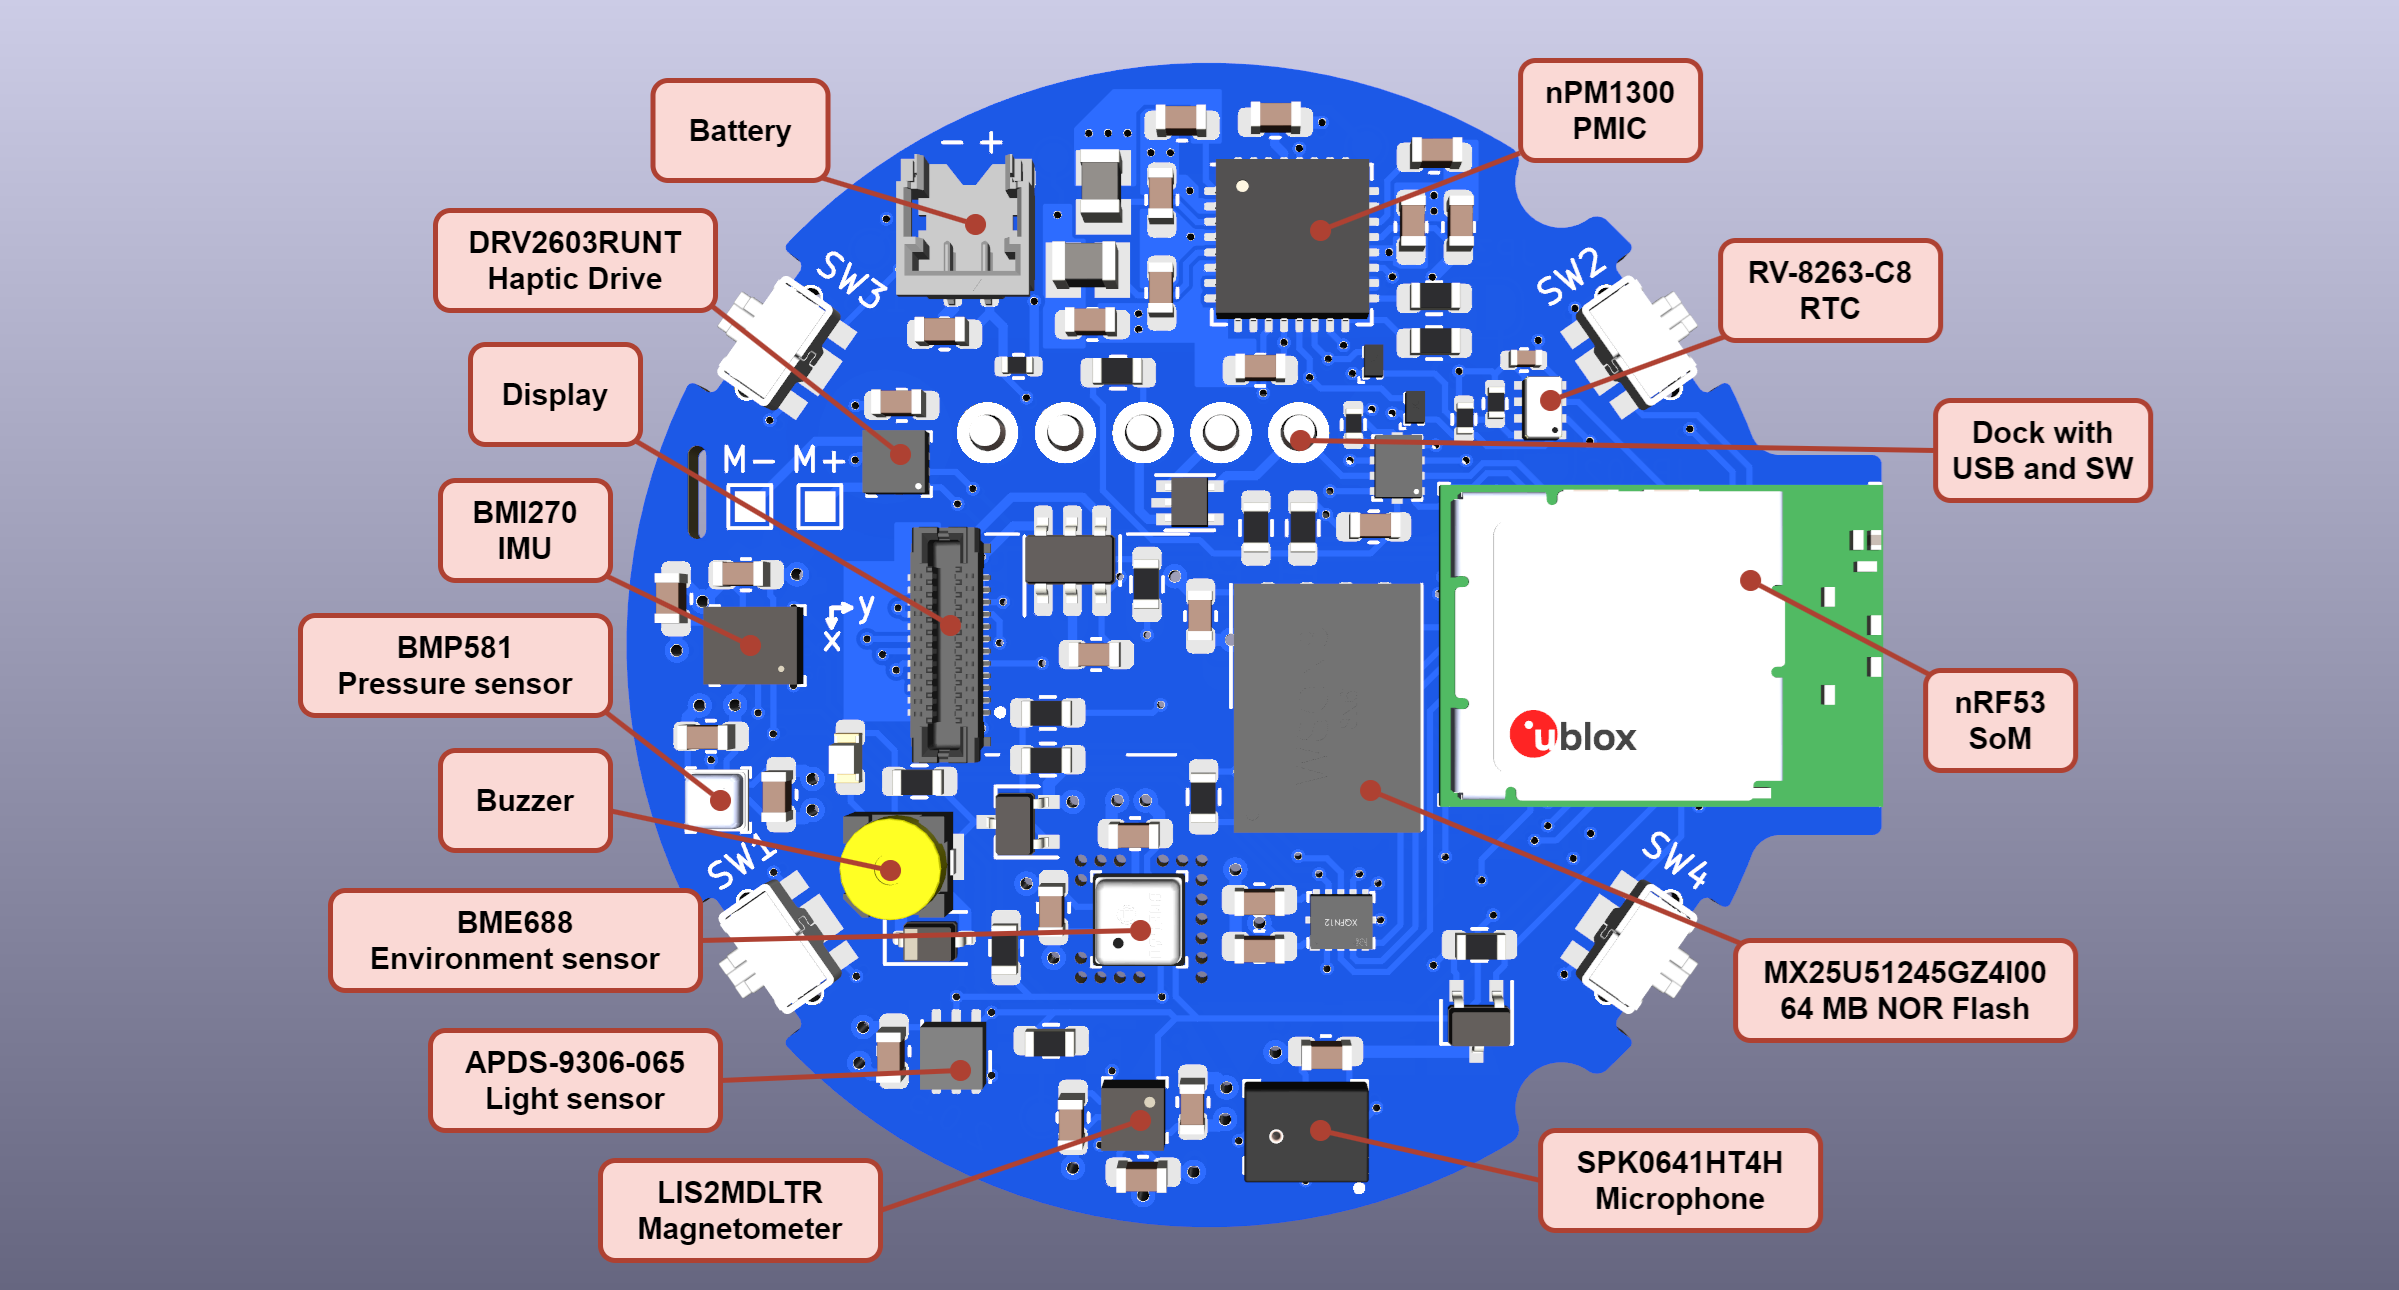 Battery
nPM1300
PMIC
DRV2603RUNT
Haptic Drive
RV-8263-C8
RTC
Display
Dock with
USB and SW
BMI270
IMU
BMP581
Pressure sensor
nRF53
SoM
Buzzer
BME688
Environment sensor
MX25U51245GZ4I00
64 MB NOR Flash
APDS-9306-065
Light sensor
LIS2MDLTR
Magnetometer
SPK0641HT4H
Microphone
- +
SW3
SW2
M- M+
y
x
ublox
SW1
SW4
XQFN12